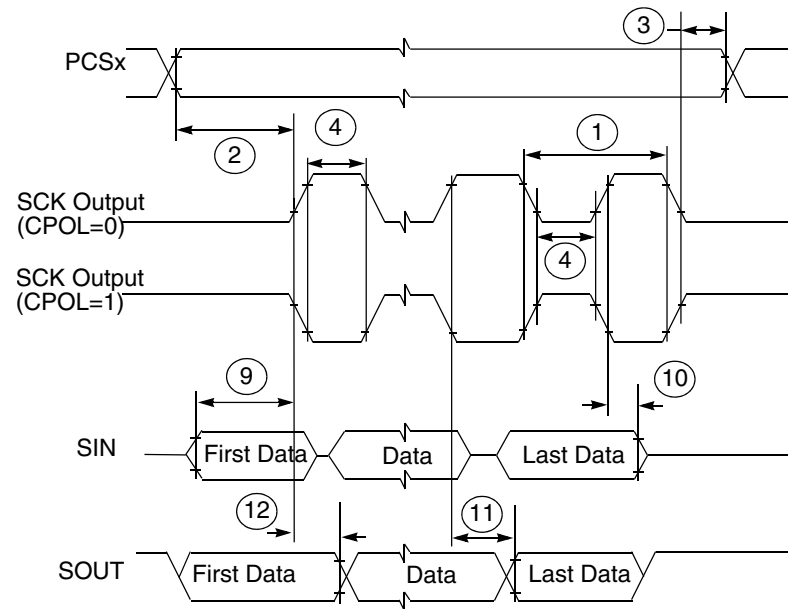 3
PCSx
2
4
1
SCK Output
(CPOL=0)
4
SCK Output
(CPOL=1)
9
10
SIN
First Data
Data
Last Data
12
11
SOUT
First Data
Data
Last Data